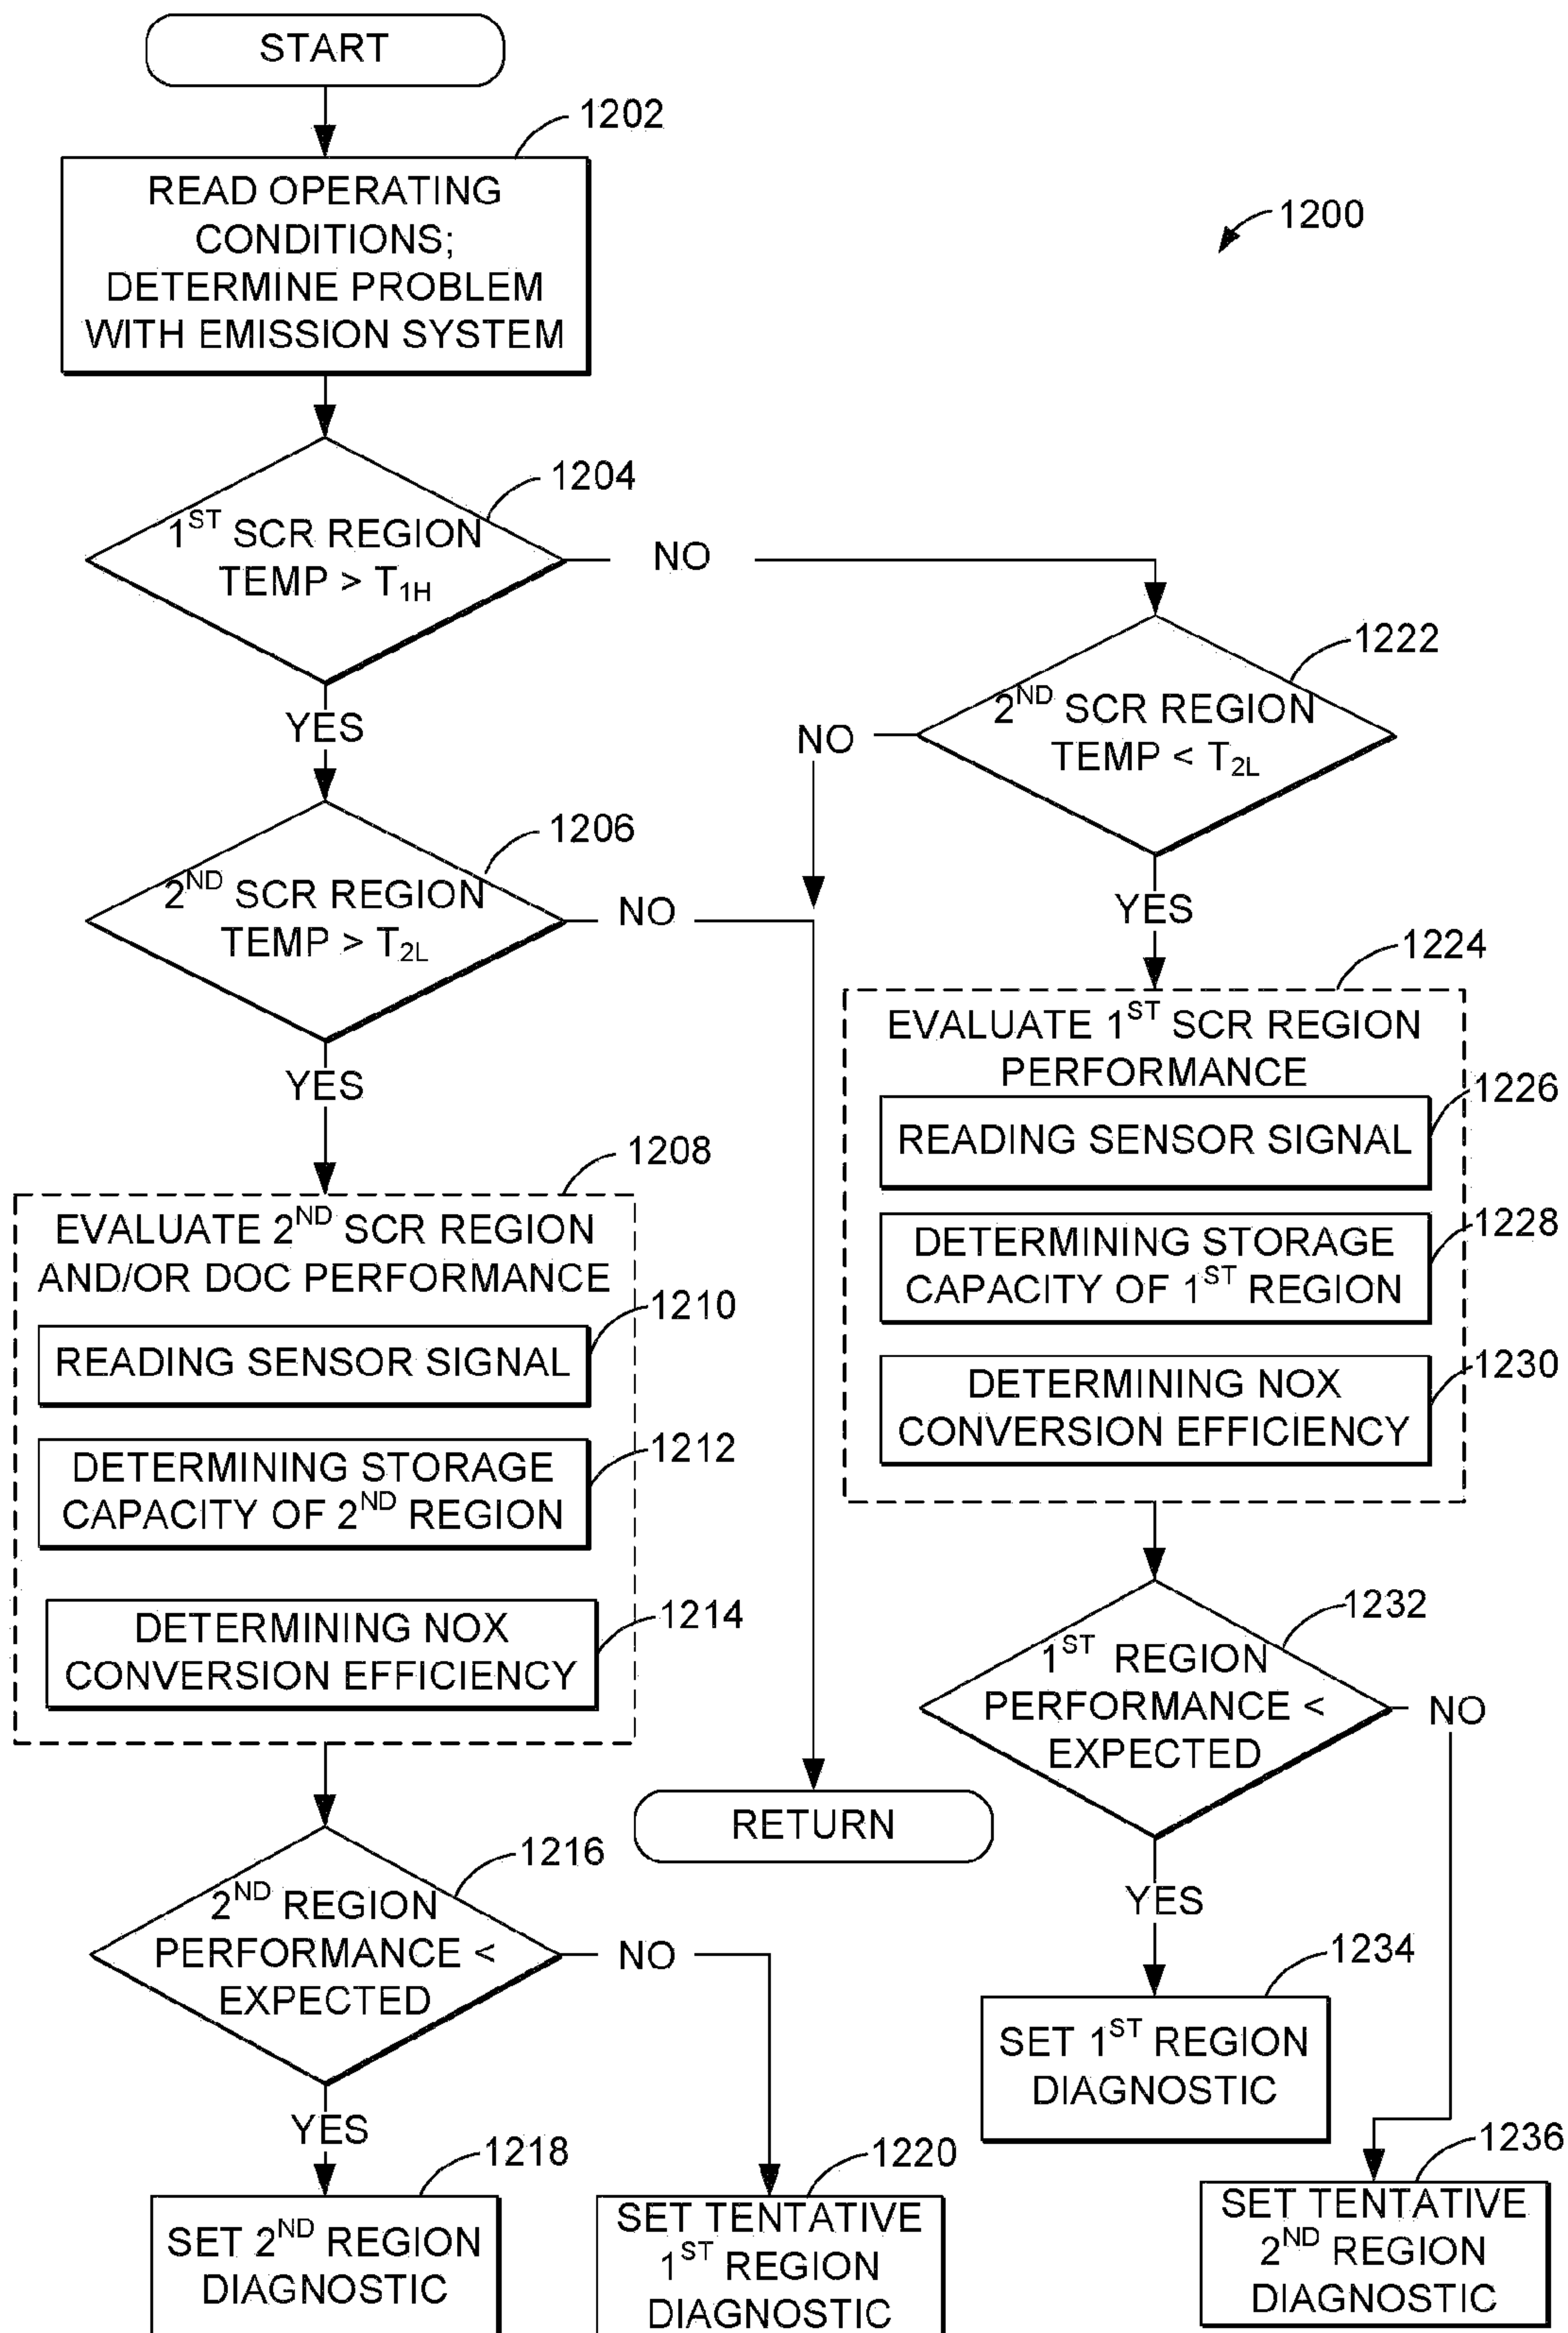 START
1202
READ OPERATING
CONDITIONS;
DETERMINE PROBLEM
WITH EMISSION SYSTEM
1200
1204
1ST SCR REGION
TEMP > T1H
NO
YES
1222
2ND SCR REGION
TEMP < T2L
NO
YES
1206
2ND SCR REGION
TEMP > T2L
NO
YES
1208
EVALUATE 2ND SCR REGION
AND/OR DOC PERFORMANCE
1210
READING SENSOR SIGNAL
1212
DETERMINING STORAGE
CAPACITY OF 2ND REGION
1214
DETERMINING NOX
CONVERSION EFFICIENCY
1224
EVALUATE 1ST SCR REGION
PERFORMANCE
1226
READING SENSOR SIGNAL
1228
DETERMINING STORAGE
CAPACITY OF 1ST REGION
1230
DETERMINING NOX
CONVERSION EFFICIENCY
RETURN
1216
2ND REGION
PERFORMANCE <
EXPECTED
NO
YES
1218
SET 2ND REGION
DIAGNOSTIC
1220
SET TENTATIVE
1ST REGION
DIAGNOSTIC
1232
1ST REGION
PERFORMANCE <
EXPECTED
NO
YES
1234
SET 1ST REGION
DIAGNOSTIC
1236
SET TENTATIVE
2ND REGION
DIAGNOSTIC